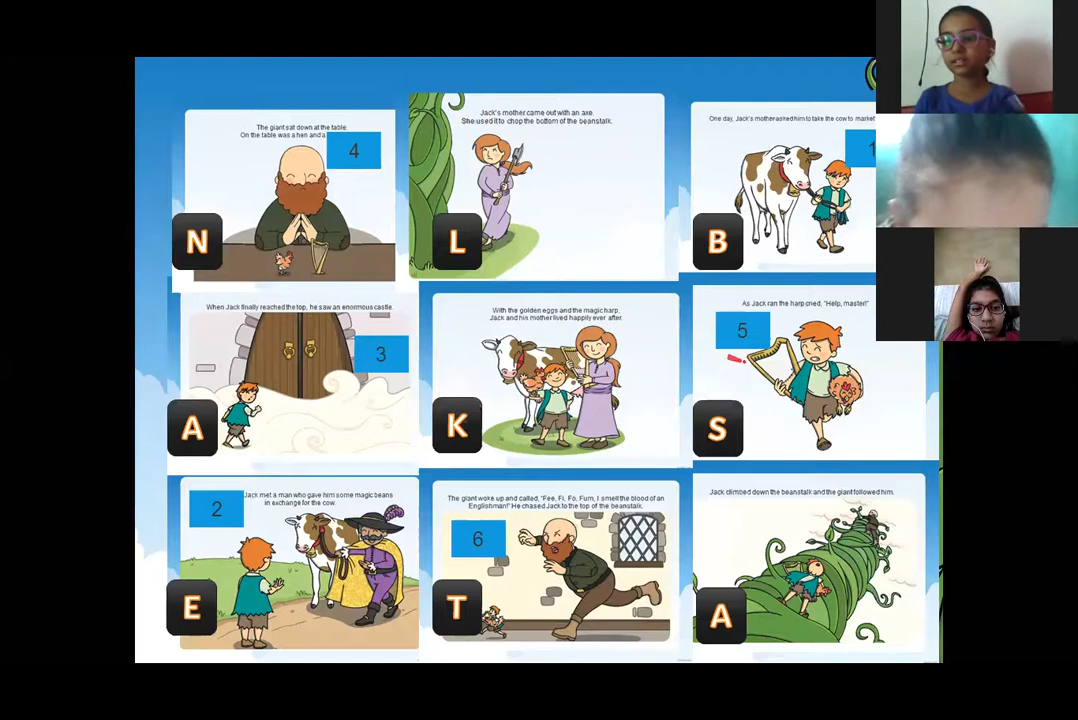 The giant sat down at the table.
On the table was a hen and a
4
N
Jack's mother came out with an axe.
She used it to chop the bottom of the beanstalk.
L
One day, Jack's mother asked him to take the cow to market
1
B
When Jack finally reached the top, he saw an enormous castle.
3
A
With the golden eggs and the magic harp,
Jack and his mother lived happily ever after.
K
As Jack ran the harp cried, "Help, master!"
5
S
Jack met a man who gave him some magic beans
in exchange for the cow.
2
E
The giant woke up and called, "Fee, Fi, Fo, Fum, I smell the blood of an
Englishman!" He chased Jack to the top of the beanstalk.
6
T
Jack climbed down the beanstalk and the giant followed him.
A